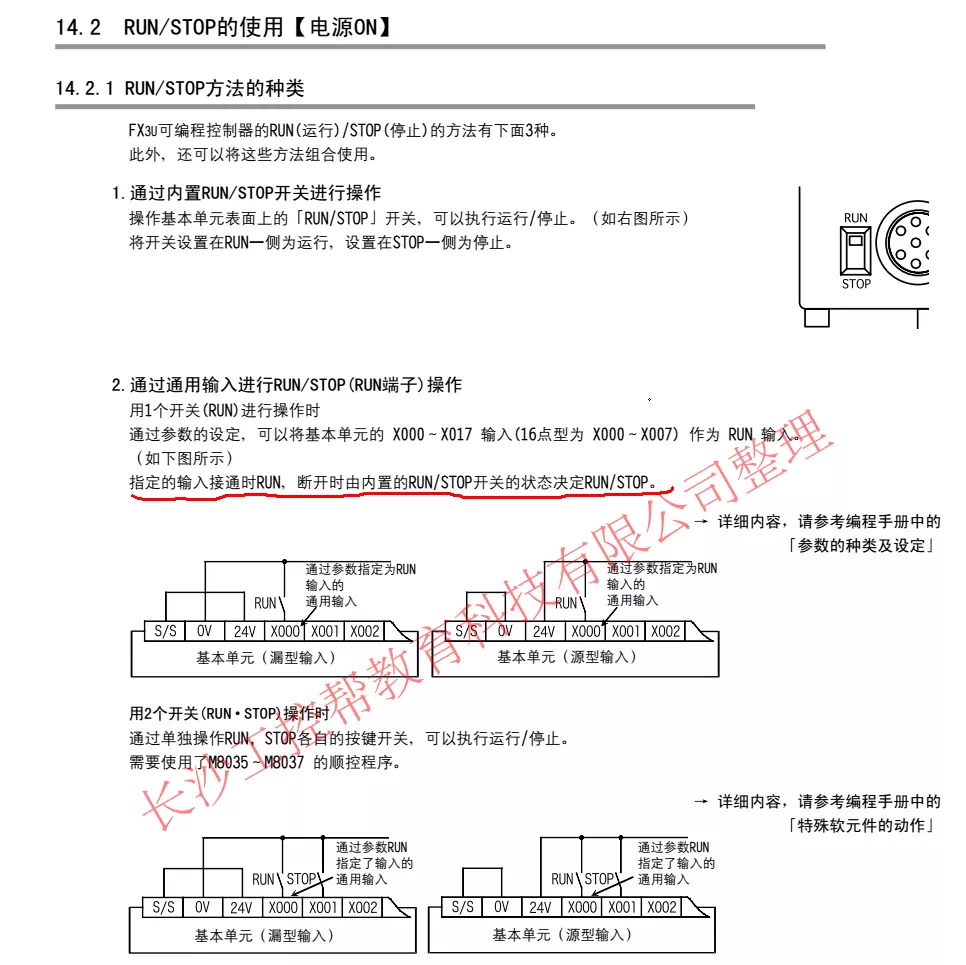 14.2 RUN/STOP的使用【电源ON】
14.2.1 RUN/STOP方法的种类
FX3U可编程控制器的RUN(运行)/STOP(停止)的方法有下面3种。
此外，还可以将这些方法组合使用。
1.通过内置RUN/STOP开关进行操作
操作基本单元表面上的「RUN/STOP」开关，可以执行运行/停止。（如右图所示）
将开关设置在RUN一侧为运行，设置在STOP一侧为停止。
RUN
STOP
2.通过通用输入进行RUN/STOP(RUN端子)操作
用1个开关(RUN)进行操作时
通过参数的设定，可以将基本单元的 X000～X017 输入(16点型为 X000～X007) 作为 RUN 输入。
（如下图所示）
指定的输入接通时RUN，断开时由内置的RUN/STOP开关的状态决定RUN/STOP。
→ 详细内容，请参考编程手册中的
「参数的种类及设定」
通过参数指定为RUN
输入的
通用输入
RUN
S/S 0V 24V X000 X001 X002
基本单元（漏型输入）
通过参数指定为RUN
输入的
通用输入
RUN
S/S 0V 24V X000 X001 X002
基本单元（源型输入）
用2个开关(RUN·STOP)操作时
通过单独操作RUN，STOP各自的按键开关，可以执行运行/停止。
需要使用了M8035～M8037 的顺控程序。
→ 详细内容，请参考编程手册中的
「特殊软元件的动作」
通过参数RUN
指定了输入的
通用输入
RUN STOP
S/S 0V 24V X000 X001 X002
基本单元（漏型输入）
通过参数RUN
指定了输入的
通用输入
RUN STOP
S/S 0V 24V X000 X001 X002
基本单元（源型输入）
长沙工控帮教育科技有限公司整理